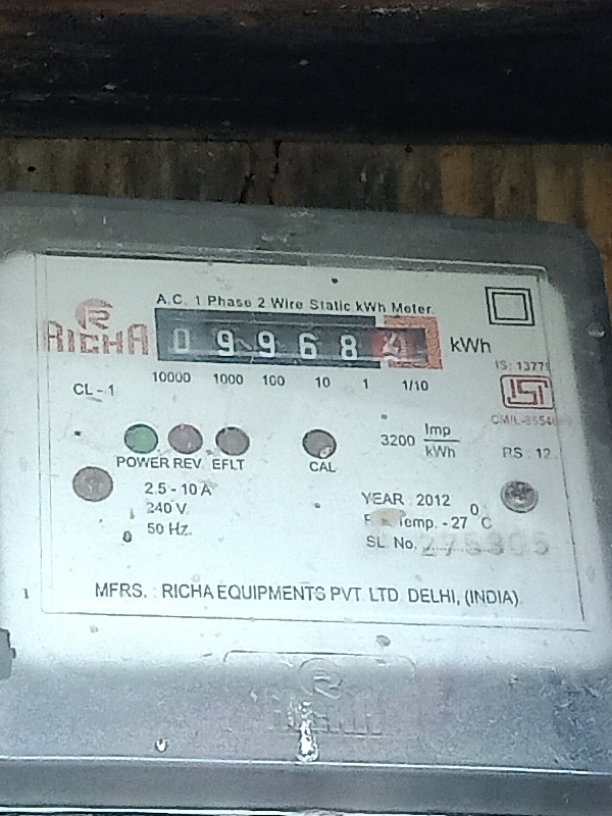 A.C. 1 Phase 2 Wire Static kWh Meter.
RICHA
0 9 9 6 8
kWh
10000 1000 100 10 1 1/10
CL - 1
IS: 13779
ISI
CM/L-
3200 Imp/kWh
RS : 12
POWER REV. EFLT CAL
2.5 - 10 A
240 V.
50 Hz.
YEAR : 2012
Temp. - 27 °C
SL. No.
MFRS. : RICHA EQUIPMENTS PVT. LTD. DELHI, (INDIA)